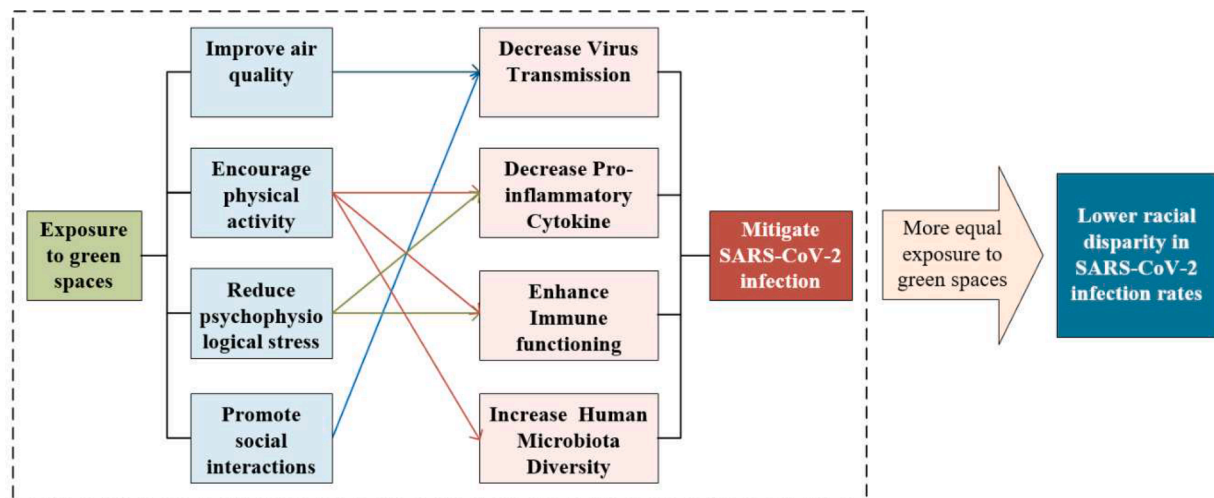 Exposure
to green
spaces
Improve air
quality
Encourage
physical
activity
Reduce
psychophysio
logical stress
Promote
social
interactions
Decrease Virus
Transmission
Decrease Pro-
inflammatory
Cytokine
Enhance
Immune
functioning
Increase Human
Microbiota
Diversity
Mitigate
SARS-CoV-2
infection
More equal
exposure to
green spaces
Lower racial
disparity in
SARS-CoV-2
infection rates